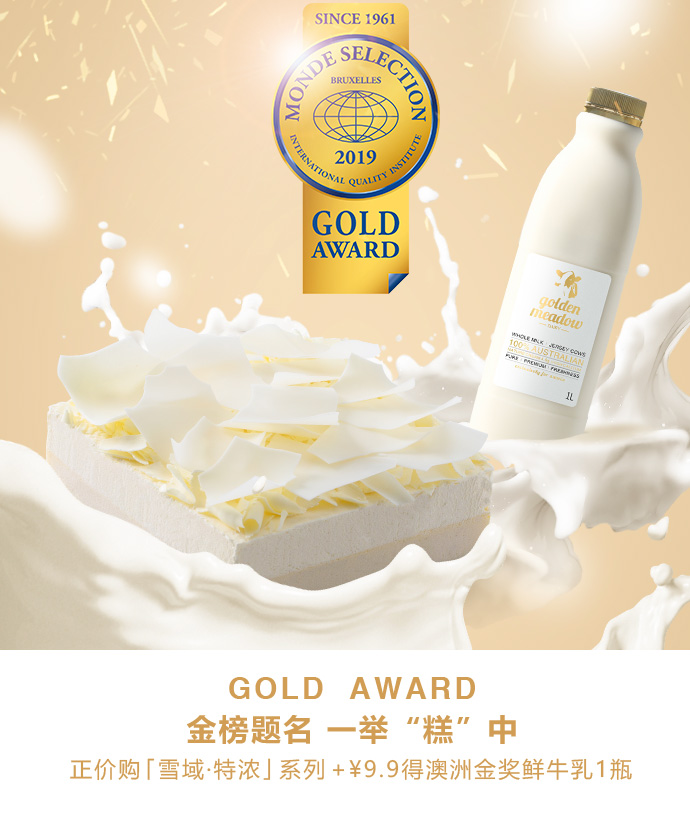 SINCE 1961
MONDE SELECTION
BRUXELLES
2019
INTERNATIONAL QUALITY INSTITUTE
GOLD
AWARD
golden
meadow
DAIRY
WHOLE MILK JERSEY COWS
100% AUSTRALIAN
PURE PREMIUM FRESHNESS
1L
GOLD AWARD
金榜题名 一举“糕”中
正价购「雪域·特浓」系列+¥9.9得澳洲金奖鲜牛乳1瓶